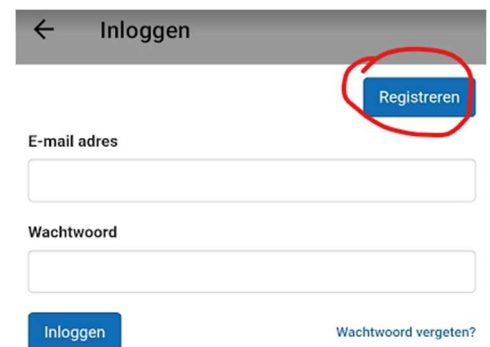 Inloggen
Registreren
E-mail adres
Wachtwoord
Inloggen
Wachtwoord vergeten?